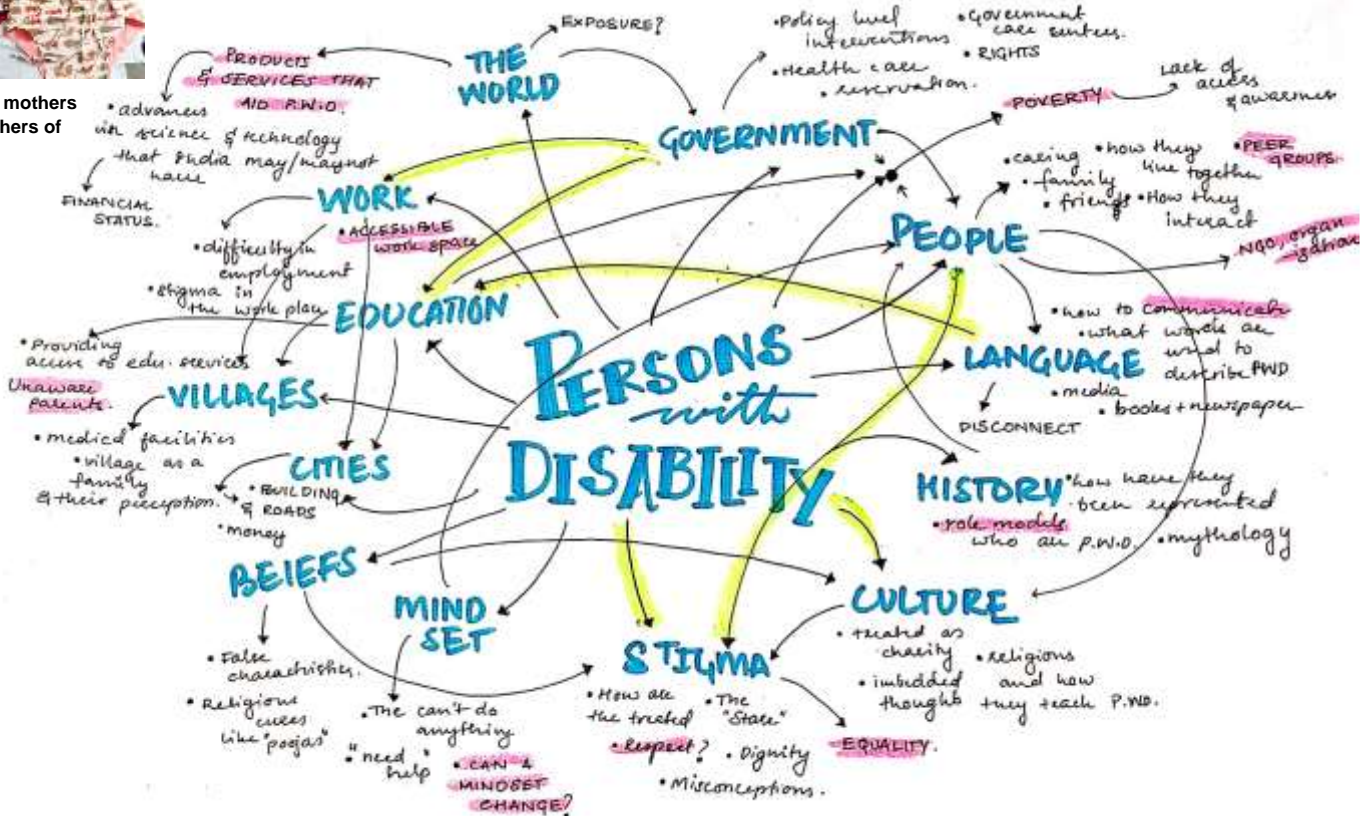 mothers
hers of
EXPOSURE?
THE
WORLD
PRODUCTS
& SERVICES THAT
AID P.W.D.
• advances
in science & technology
that India may/may not
have
FINANCIAL
STATUS.
• Policy level
interventions
• Health care
• reservation.
• Government
care centers.
• RIGHTS
GOVERNMENT
POVERTY
Lack of
access
& awareness
WORK
• ACCESSIBLE
work space
• difficulty in
employment
• Stigma in
the work place
PEOPLE
• caring
• family
• friends
• how they
live together
• How they
interact
• PEER
GROUPS.
NGO, organ
-ization
EDUCATION
• Providing
access to edu. services
Unaware
parents.
PERSONS
with
DISABILITY
LANGUAGE
• how to communicate
• what words are
used to
describe PWD
• media
• books + newspaper
DISCONNECT
VILLAGES
• medical facilities
• village as a
family
& their perception.
CITIES
• BUILDING
& ROADS
• money
HISTORY
• how have they
been represented
• role models
who are P.W.D.
• mythology
BEIEFS
• False
• Religious
cures
like "poojas"
MIND
SET
• The can't do
anything
• "need
help"
• CAN A
MINDSET
CHANGE?
STIGMA
• How are
the treated
• Respect?
• The
"Stare"
• Dignity
• Misconceptions.
EQUALITY.
CULTURE
• treated as
charity
• imbedded
thoughts
• religions
and how
they teach P.WD.